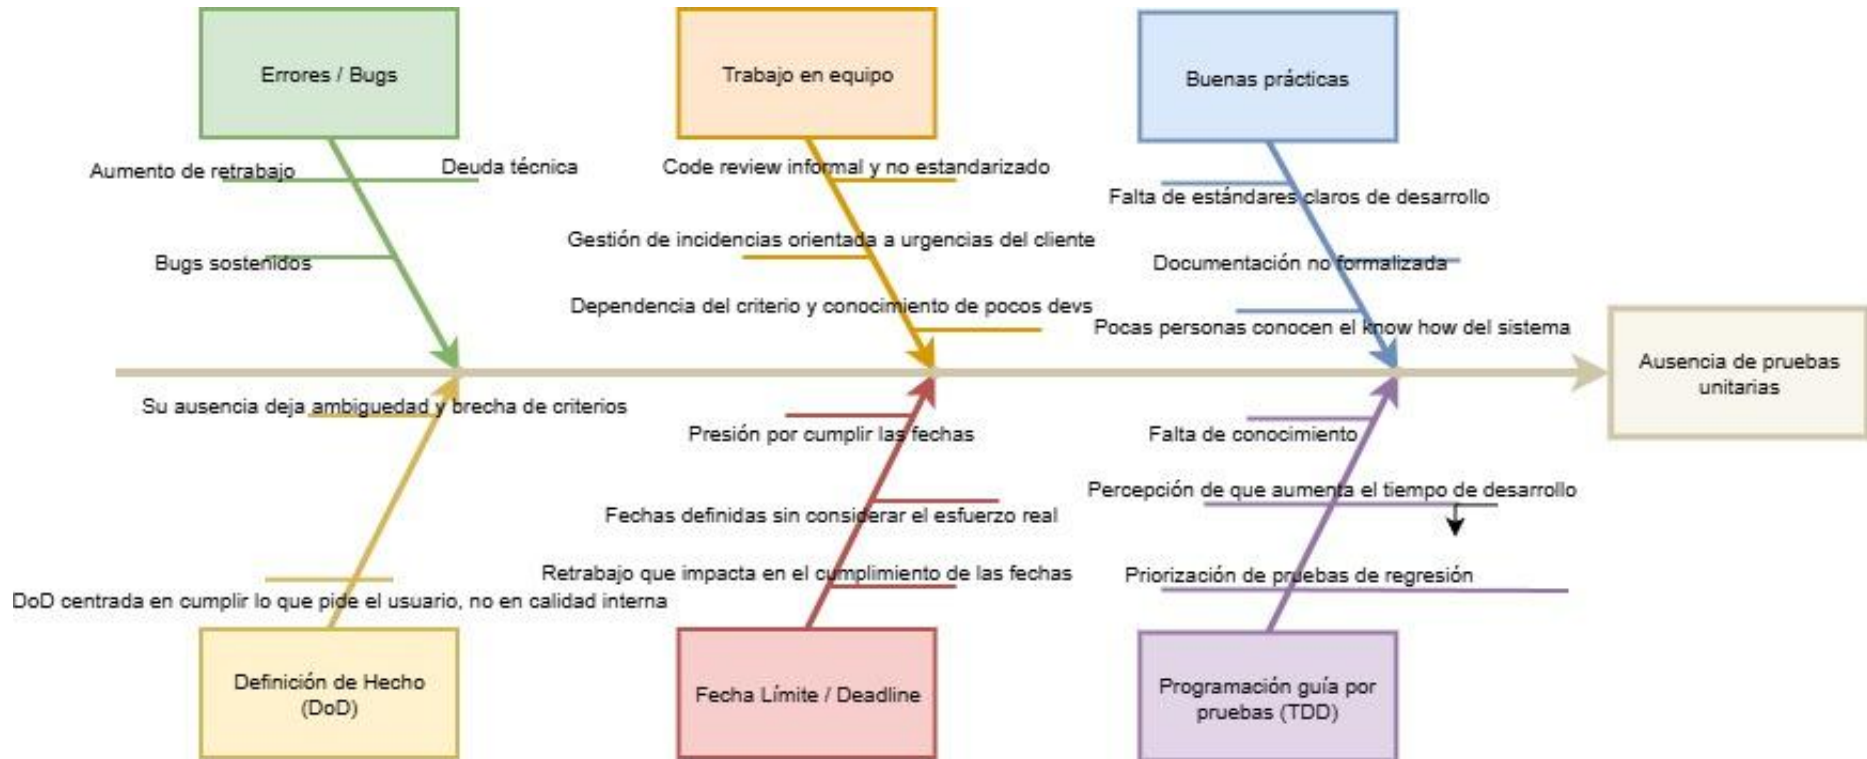 Errores / Bugs
Trabajo en equipo
Buenas prácticas
Aumento de retrabajo
Deuda técnica
Code review informal y no estandarizado
Falta de estándares claros de desarrollo
Gestión de incidencias orientada a urgencias del cliente
Bugs sostenidos
Documentación no formalizada
Dependencia del criterio y conocimiento de pocos devs
Pocas personas conocen el know how del sistema
Ausencia de pruebas
unitarias
Su ausencia deja ambiguedad y brecha de criterios
Presión por cumplir las fechas
Falta de conocimiento
Percepción de que aumenta el tiempo de desarrollo
Fechas definidas sin considerar el esfuerzo real
Retrabajo que impacta en el cumplimiento de las fechas
Priorización de pruebas de regresión
DoD centrada en cumplir lo que pide el usuario, no en calidad interna
Definición de Hecho
(DoD)
Fecha Límite / Deadline
Programación guía por
pruebas (TDD)